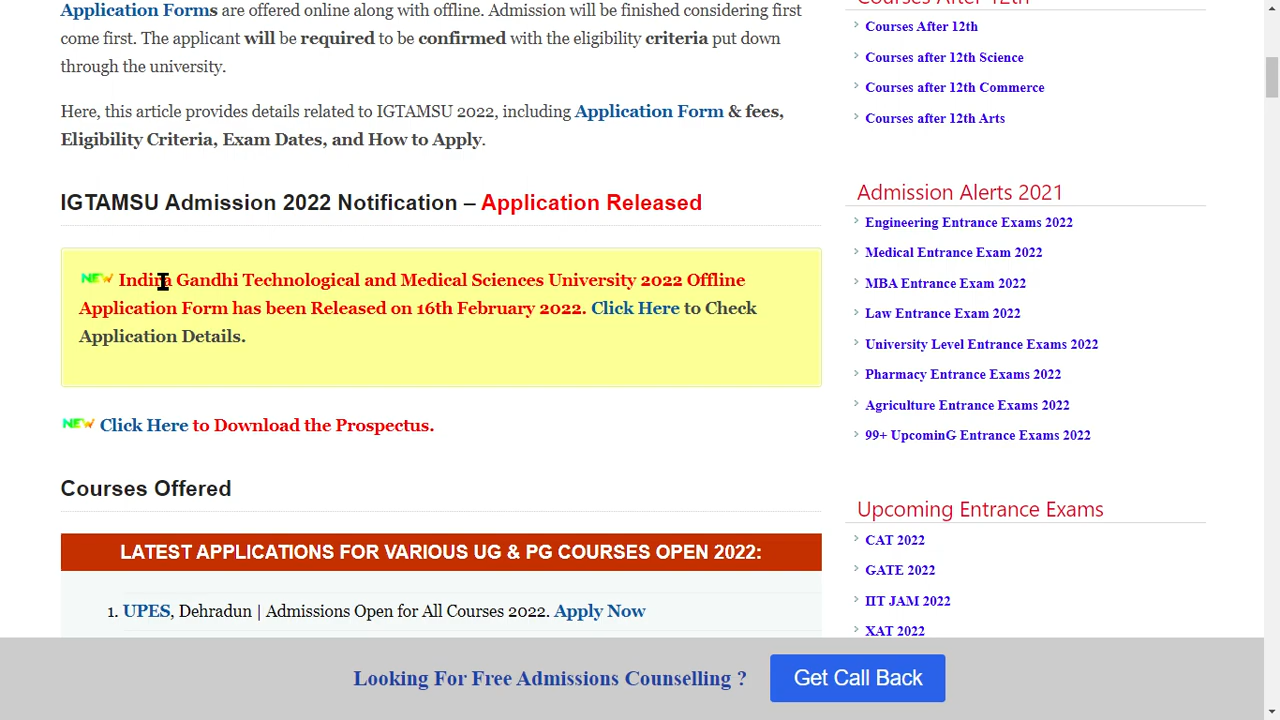 Application Forms are offered online along with offline. Admission will be finished considering first
come first. The applicant will be required to be confirmed with the eligibility criteria put down
through the university.
Here, this article provides details related to IGTAMSU 2022, including Application Form & fees,
Eligibility Criteria, Exam Dates, and How to Apply.
IGTAMSU Admission 2022 Notification – Application Released
NEW Indira Gandhi Technological and Medical Sciences University 2022 Offline
Application Form has been Released on 16th February 2022. Click Here to Check
Application Details.
NEW Click Here to Download the Prospectus.
Courses Offered
LATEST APPLICATIONS FOR VARIOUS UG & PG COURSES OPEN 2022:
1. UPES, Dehradun | Admissions Open for All Courses 2022. Apply Now
Courses After 12th
Courses After 12th
Courses after 12th Science
Courses after 12th Commerce
Courses after 12th Arts
Admission Alerts 2021
Engineering Entrance Exams 2022
Medical Entrance Exam 2022
MBA Entrance Exam 2022
Law Entrance Exam 2022
University Level Entrance Exams 2022
Pharmacy Entrance Exams 2022
Agriculture Entrance Exams 2022
99+ UpcominG Entrance Exams 2022
Upcoming Entrance Exams
CAT 2022
GATE 2022
IIT JAM 2022
XAT 2022
Looking For Free Admissions Counselling ? Get Call Back